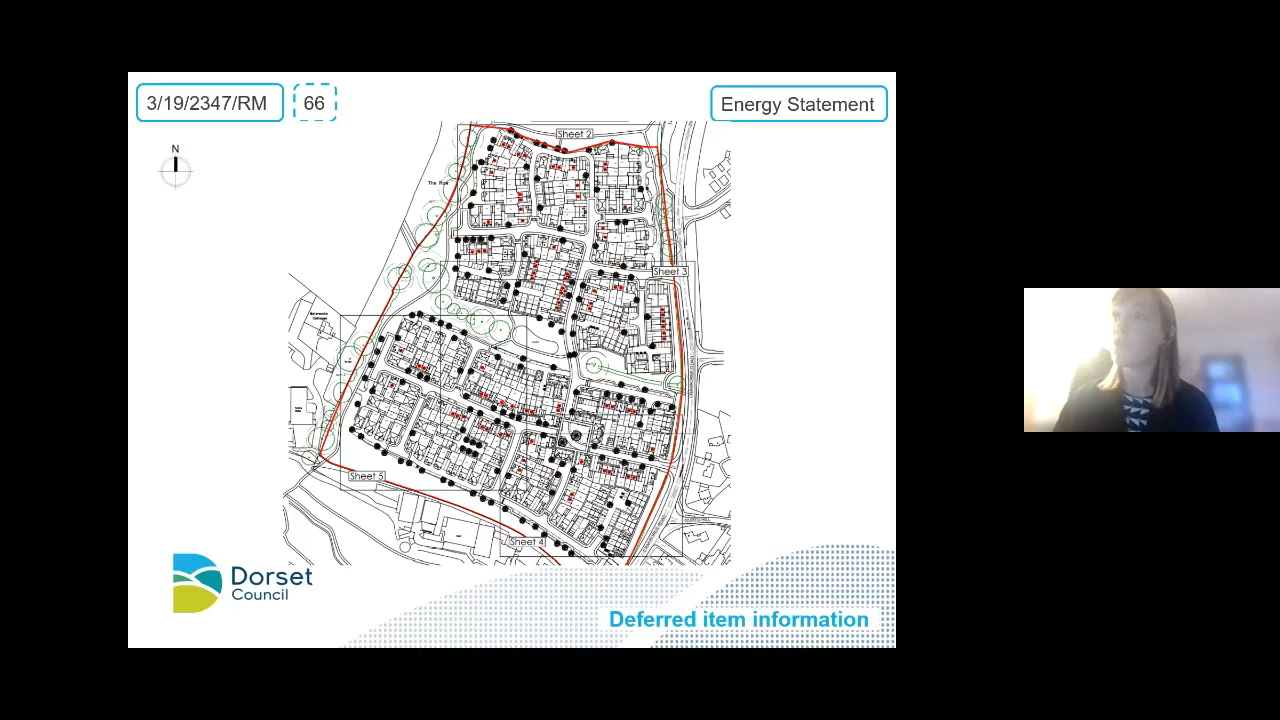 3/19/2347/RM
66
Energy Statement
N
Sheet 2
Sheet 3
Sheet 5
Sheet 4
Dorset
Council
Deferred item information